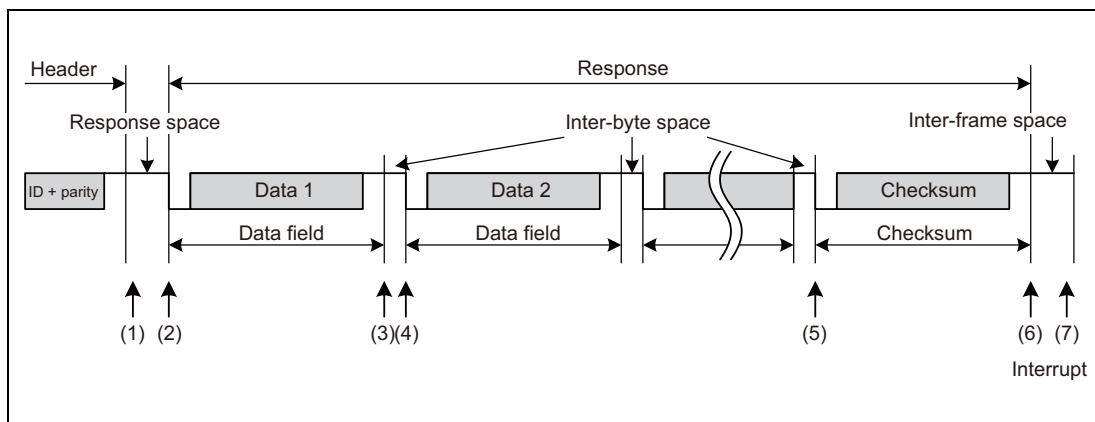 Header
Response
Response space
Inter-byte space
Inter-frame space
ID + parity
Data 1
Data 2
Checksum
Data field
Data field
Checksum
(1)
(2)
(3)
(4)
(5)
(6)
(7)
Interrupt